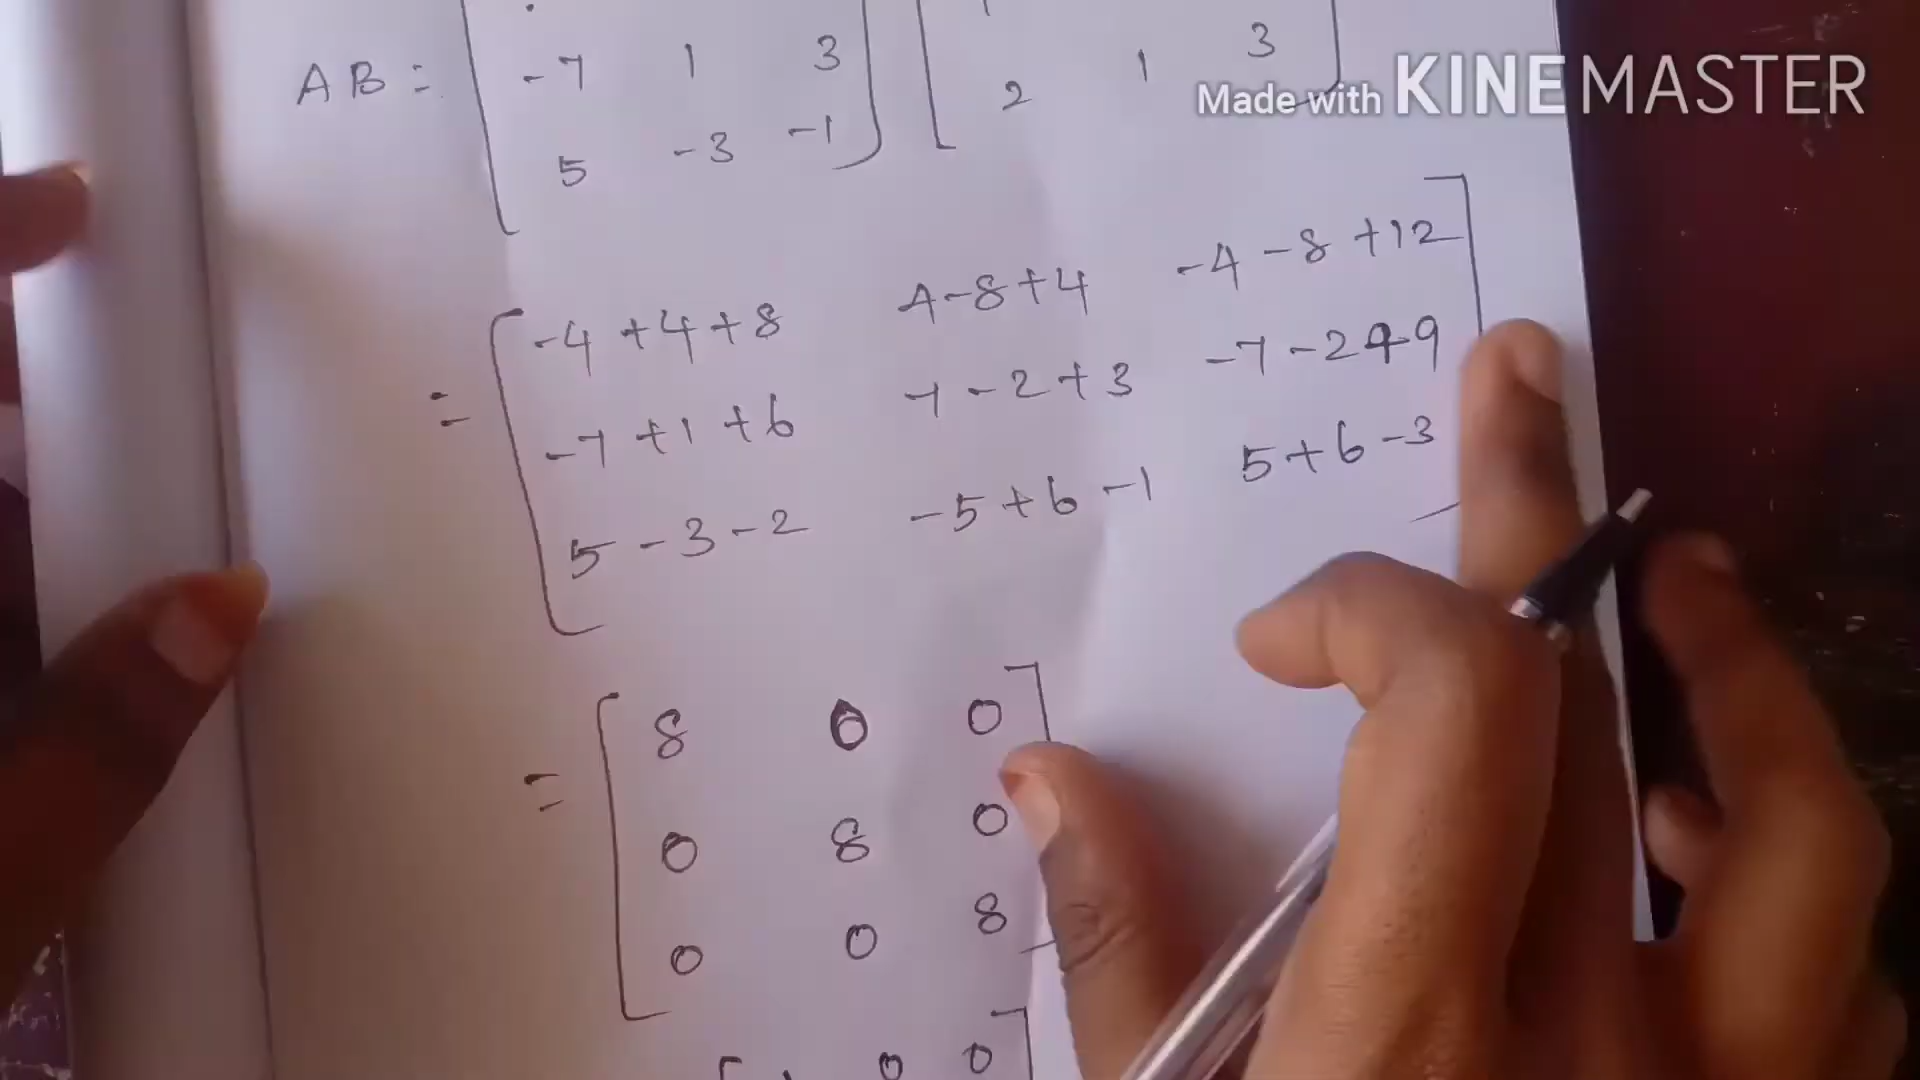 AB =
-7 1 3
2 1 3
5 -3 -1
Made with KINEMASTER
-4 +4 +8 4-8+4 -4 -8 +12
= -7 +1 +6 7 -2 +3 -7 -2 +9
5 -3 -2 -5 +6 -1 5+6 -3
8 0 0
= 0 8 0
0 0 8
0 0